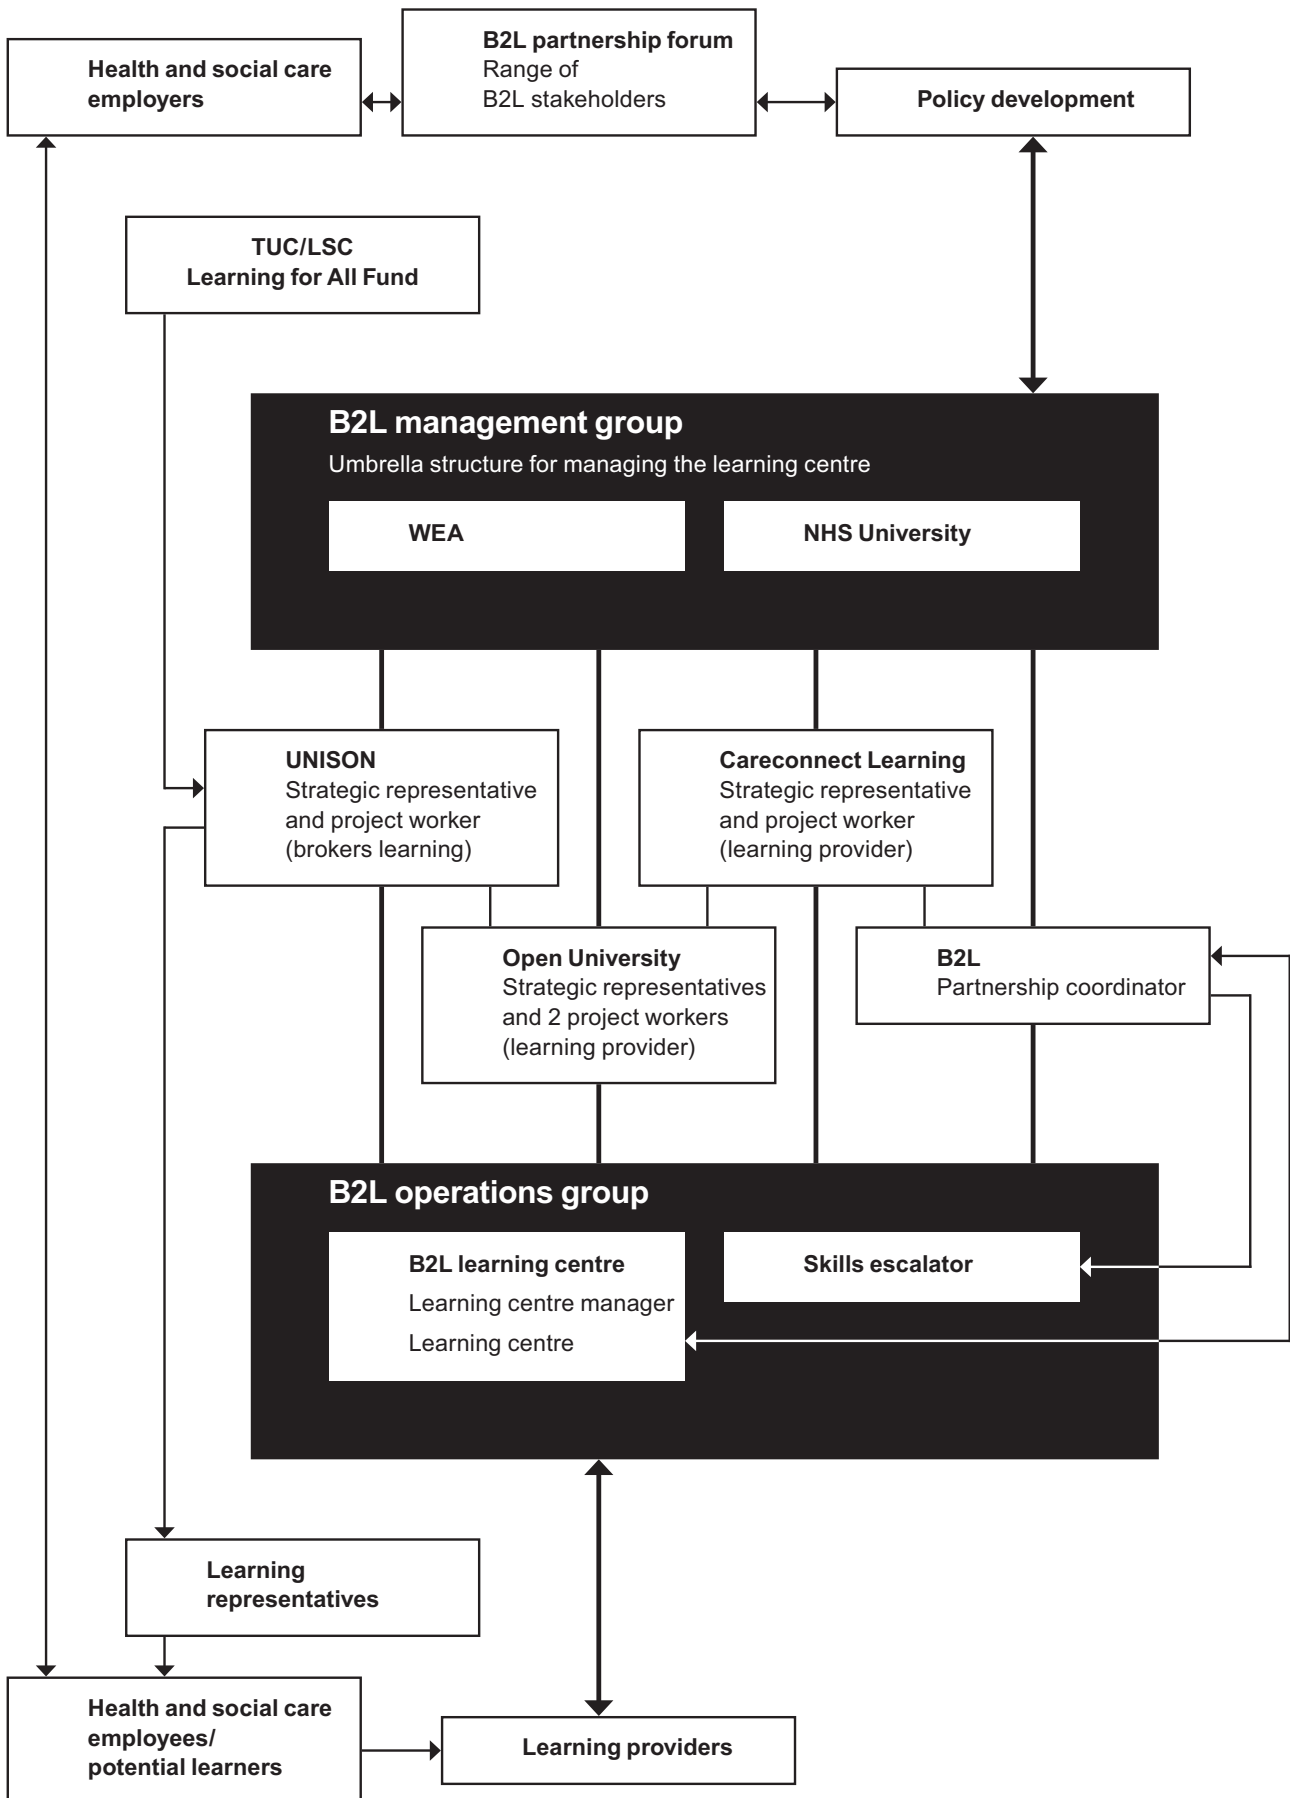 B2L partnership forum
Range of
B2L stakeholders
Health and social care
employers
Policy development
TUC/LSC
Learning for All Fund
B2L management group
Umbrella structure for managing the learning centre
WEA
NHS University
UNISON
Strategic representative
and project worker
(brokers learning)
Careconnect Learning
Strategic representative
and project worker
(learning provider)
Open University
Strategic representatives
and 2 project workers
(learning provider)
B2L
Partnership coordinator
B2L operations group
B2L learning centre
Learning centre manager
Learning centre
Skills escalator
Learning
representatives
Health and social care
employees/
potential learners
Learning providers